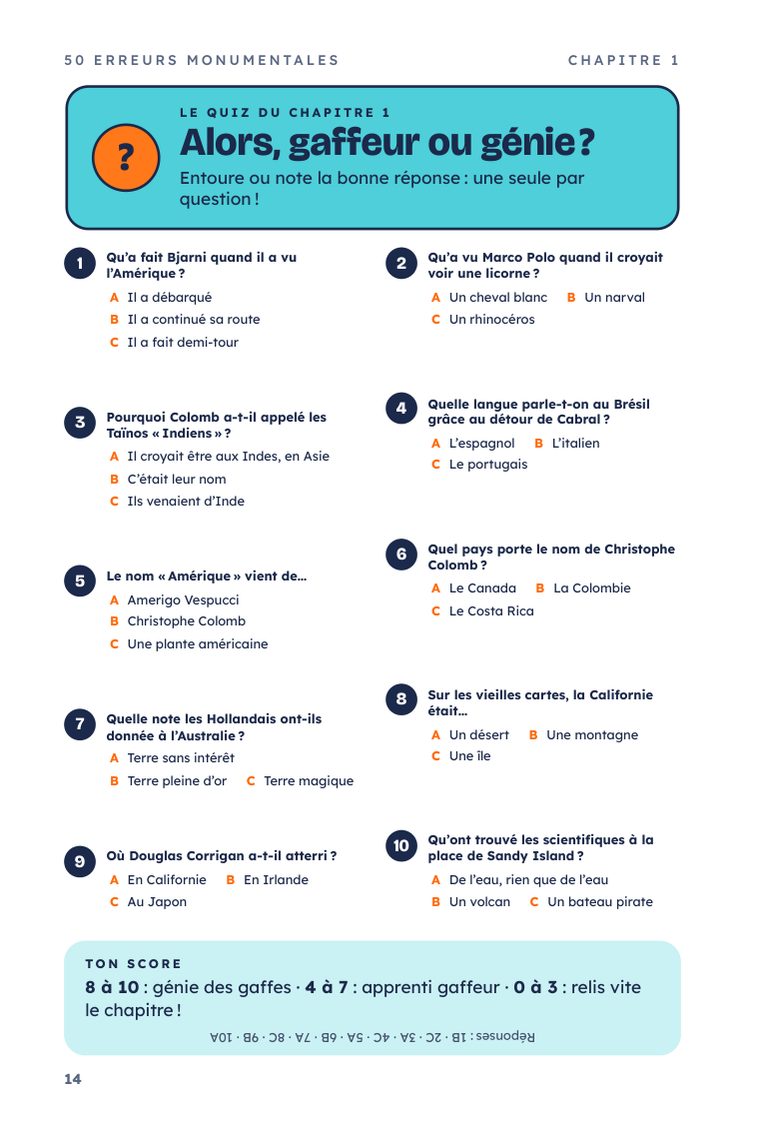 50 ERREURS MONUMENTALES
CHAPITRE 1
?
LE QUIZ DU CHAPITRE 1
Alors, gaffeur ou génie ?
Entoure ou note la bonne réponse : une seule par
question !
1
Qu’a fait Bjarni quand il a vu
l’Amérique ?
A Il a débarqué
B Il a continué sa route
C Il a fait demi-tour
2
Qu’a vu Marco Polo quand il croyait
voir une licorne ?
A Un cheval blanc B Un narval
C Un rhinocéros
3
Pourquoi Colomb a-t-il appelé les
Taïnos « Indiens » ?
A Il croyait être aux Indes, en Asie
B C’était leur nom
C Ils venaient d’Inde
4
Quelle langue parle-t-on au Brésil
grâce au détour de Cabral ?
A L’espagnol B L’italien
C Le portugais
5
Le nom « Amérique » vient de…
A Amerigo Vespucci
B Christophe Colomb
C Une plante américaine
6
Quel pays porte le nom de Christophe
Colomb ?
A Le Canada B La Colombie
C Le Costa Rica
7
Quelle note les Hollandais ont-ils
donnée à l’Australie ?
A Terre sans intérêt
B Terre pleine d’or C Terre magique
8
Sur les vieilles cartes, la Californie
était…
A Un désert B Une montagne
C Une île
9
Où Douglas Corrigan a-t-il atterri ?
A En Californie B En Irlande
C Au Japon
10
Qu’ont trouvé les scientifiques à la
place de Sandy Island ?
A De l’eau, rien que de l’eau
B Un volcan C Un bateau pirate
TON SCORE
8 à 10 : génie des gaffes · 4 à 7 : apprenti gaffeur · 0 à 3 : relis vite
le chapitre !
Réponses : 1B · 2C · 3A · 4C · 5A · 6B · 7A · 8C · 9B · 10A
14